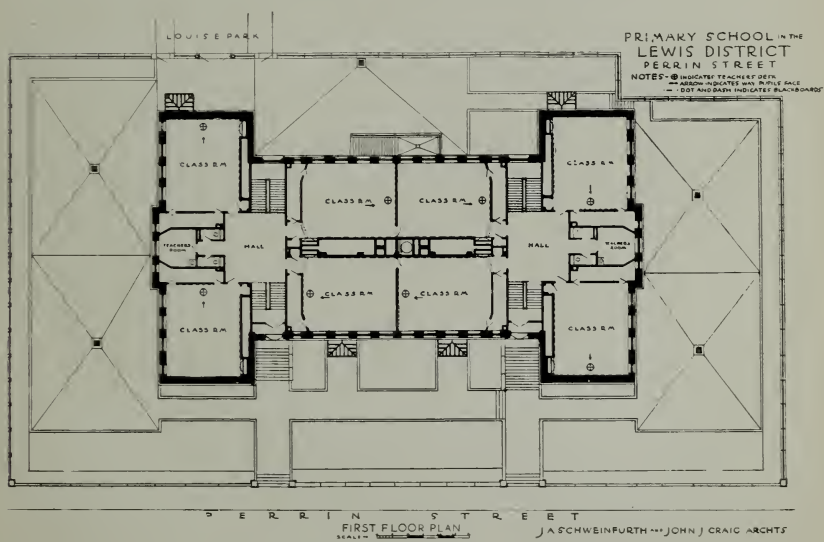 LOUISE PARK
PRIMARY SCHOOL IN THE
LEWIS DISTRICT
PERRIN STREET
NOTES- ⊕ INDICATES TEACHERS DESK
ARROW INDICATES WAY PUPILS FACE
DOT AND DASH INDICATES BLACKBOARDS
CLASS RM
CLASS RM
CLASS RM
CLASS RM
TEACHERS ROOM
HALL
HALL
TEACHERS ROOM
CLASS RM
CLASS RM
CLASS RM
CLASS RM
PERRIN STREET
FIRST FLOOR PLAN
SCALE
J A SCHWEINFURTH AND JOHN J CRAIG ARCHTS